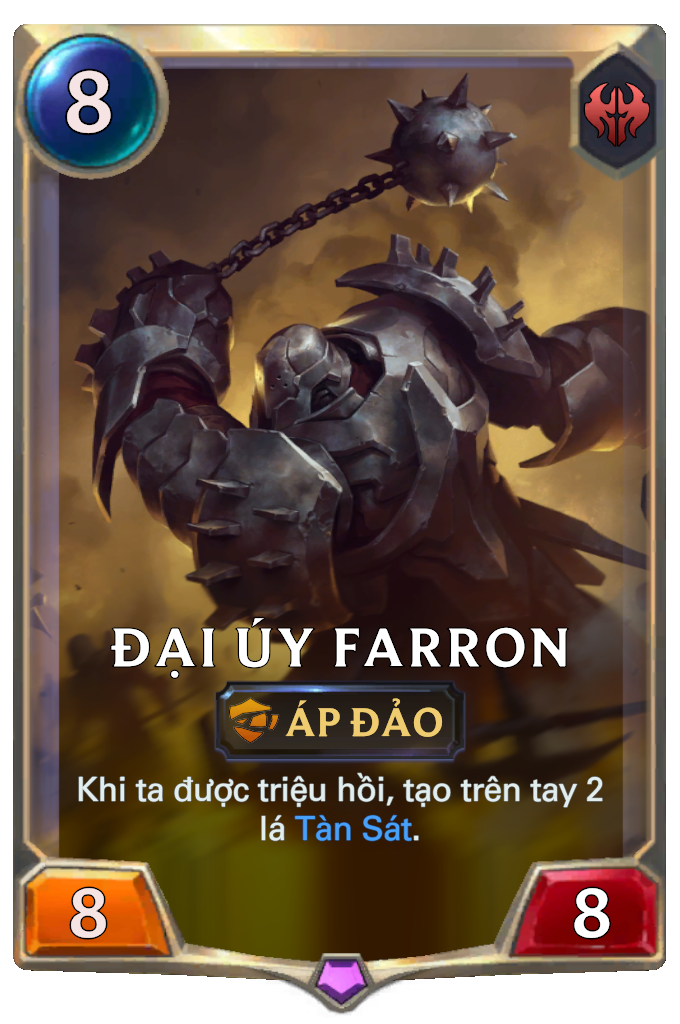 8
ĐẠI ÚY FARRON
ÁP ĐẢO
Khi ta được triệu hồi, tạo trên tay 2
lá Tàn Sát.
8
8